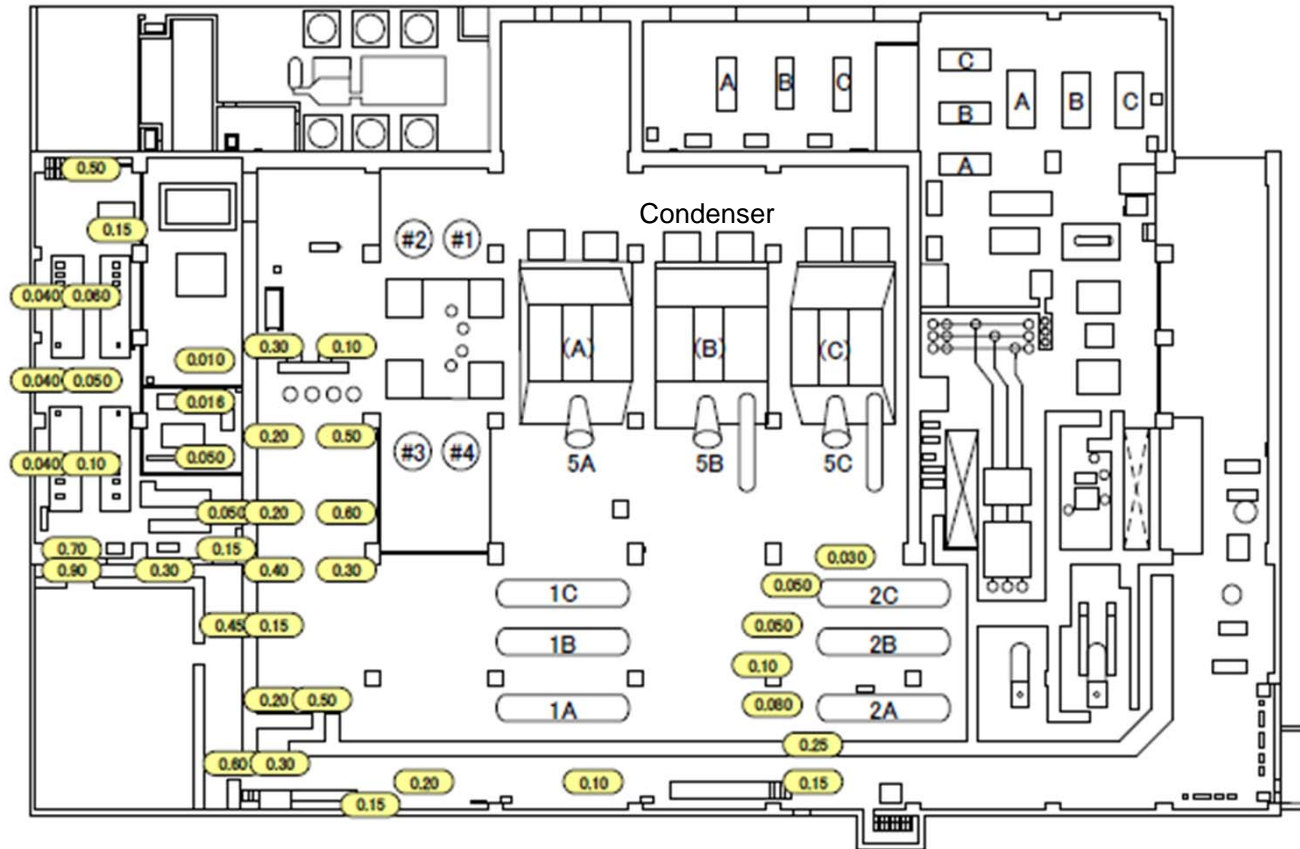 C
A B C
A B C
B
0.50
A
Condenser
0.15
#2 #1
0.040 0.060
0.30 0.10
(A) (B) (C)
0.010
0.040 0.050
0.016
0.20 0.50
#3 #4
0.050
5A 5B 5C
0.040 0.10
0.050 0.20 0.60
0.70 0.15
0.030
0.90 0.30 0.40 0.30
0.050
1C 2C
0.45 0.15
0.050
1B 2B
0.10
0.20 0.50
0.080
1A 2A
0.25
0.60 0.30
0.20 0.10 0.15
0.15